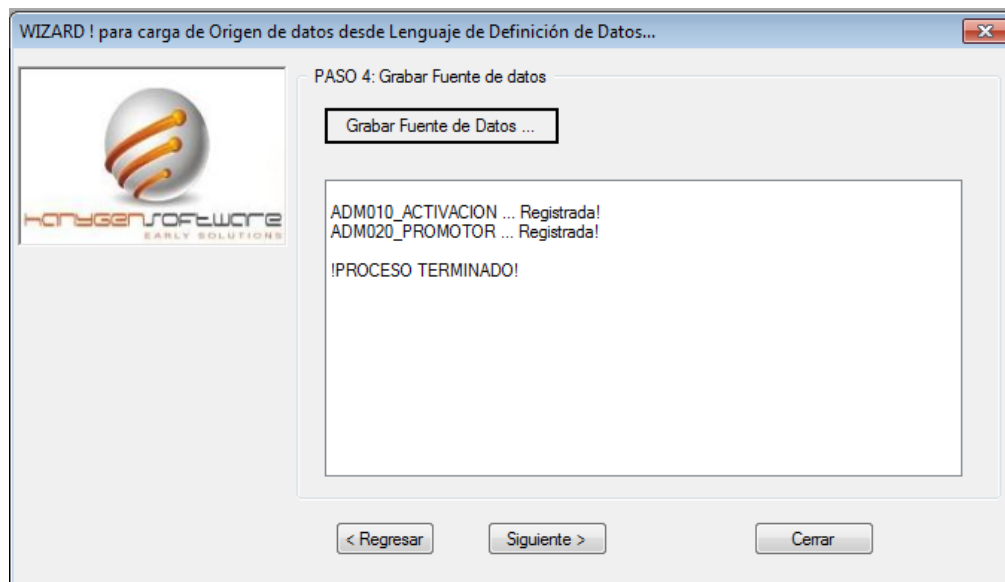 WIZARD ! para carga de Origen de datos desde Lenguaje de Definición de Datos...
HANYGENSOFTWARE
EARLY SOLUTIONS
PASO 4: Grabar Fuente de datos
Grabar Fuente de Datos ...
ADM010_ACTIVACION ... Registrada!
ADM020_PROMOTOR ... Registrada!
!PROCESO TERMINADO!
< Regresar
Siguiente >
Cerrar